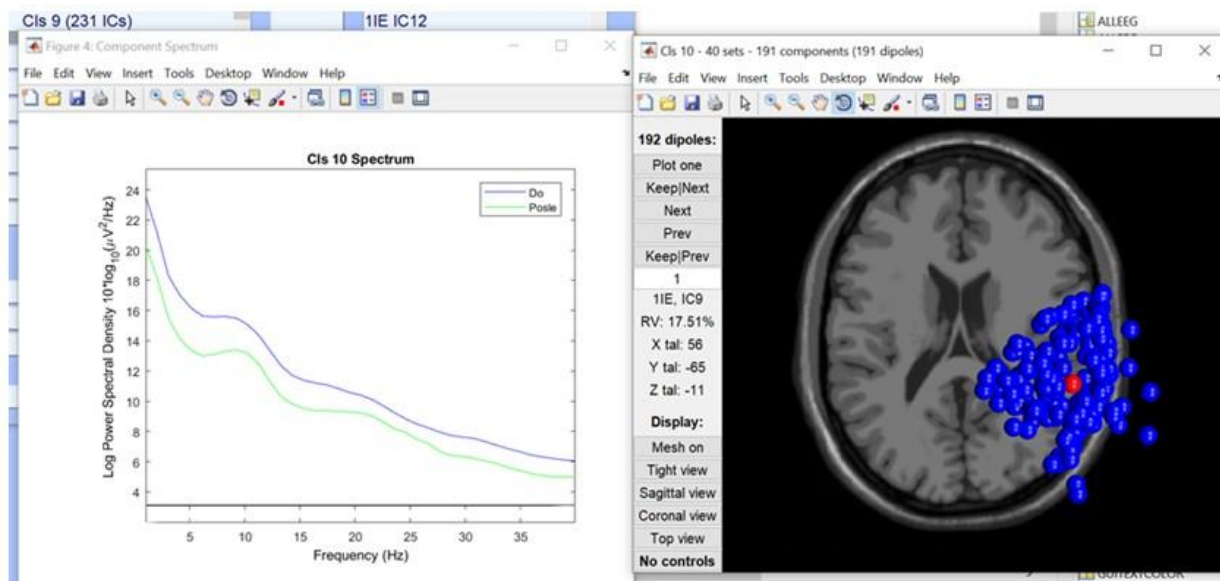 Cls 9 (231 ICs)
1IE IC12
ALLEEG
Figure 4: Component Spectrum
File Edit View Insert Tools Desktop Window Help
Cls 10 Spectrum
Log Power Spectral Density 10*log10(μV2/Hz)
24
22
20
18
16
14
12
10
8
6
4
Do
Posle
5 10 15 20 25 30 35
Frequency (Hz)
Cls 10 - 40 sets - 191 components (191 dipoles)
File Edit View Insert Tools Desktop Window Help
192 dipoles:
Plot one
Keep|Next
Next
Prev
Keep|Prev
1
1IE, IC9
RV: 17.51%
X tal: 56
Y tal: -65
Z tal: -11
Display:
Mesh on
Tight view
Sagittal view
Coronal view
Top view
No controls
GUITEXTCOLOR